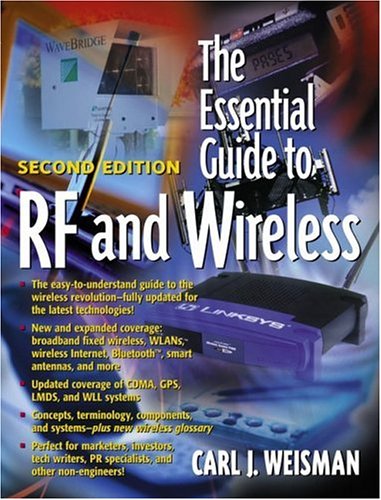 WAVEBRIDGE
PAGES
The
Essential
Guide to
SECOND EDITION
RF and Wireless
The easy-to-understand guide to the
wireless revolution–fully updated for
the latest technologies!
New and expanded coverage:
broadband fixed wireless, WLANs,
wireless Internet, Bluetooth™, smart
antennas, and more
Updated coverage of CDMA, GPS,
LMDS, and WLL systems
Concepts, terminology, components,
and systems–plus new wireless glossary
Perfect for marketers, investors,
tech writers, PR specialists, and
other non-engineers!
LINKSYS
CARL J. WEISMAN